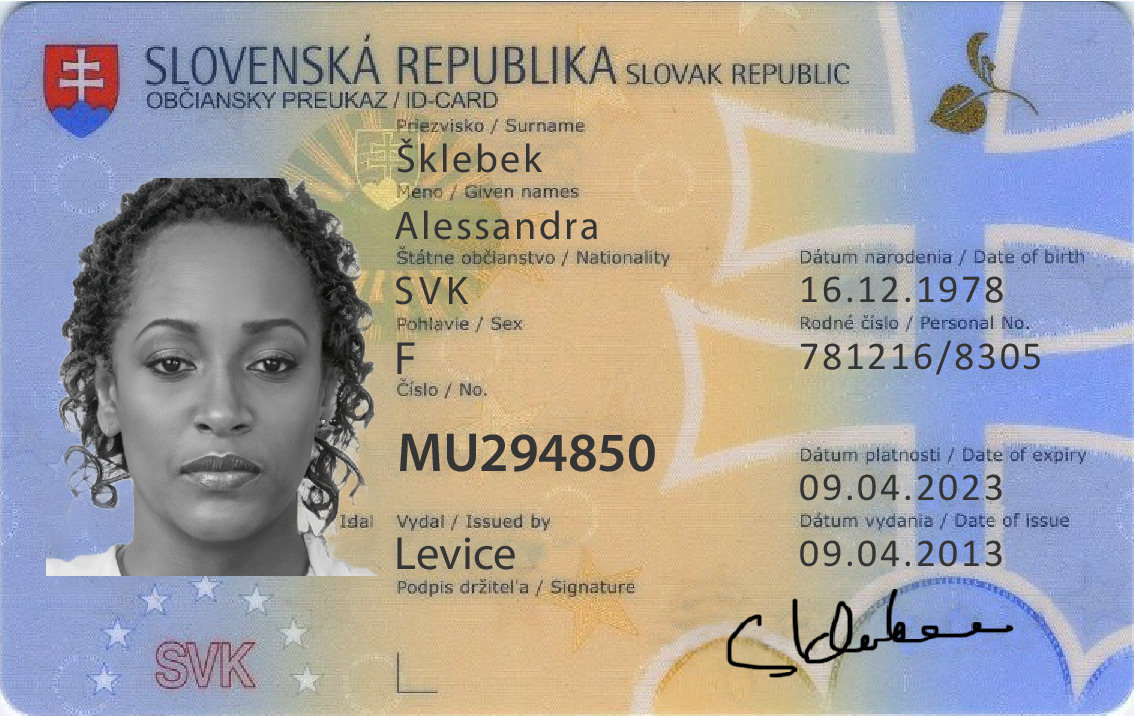 SLOVENSKÁ REPUBLIKA SLOVAK REPUBLIC
OBČIANSKY PREUKAZ / ID-CARD
Priezvisko / Surname
Šklebek
Meno / Given names
Alessandra
Štátne občianstvo / Nationality
SVK
Dátum narodenia / Date of birth
16.12.1978
Pohlavie / Sex
F
Rodné číslo / Personal No.
781216/8305
Číslo / No.
MU294850
Dátum platnosti / Date of expiry
09.04.2023
Vydal / Issued by
Levice
Dátum vydania / Date of issue
09.04.2013
Podpis držiteľa / Signature
SVK